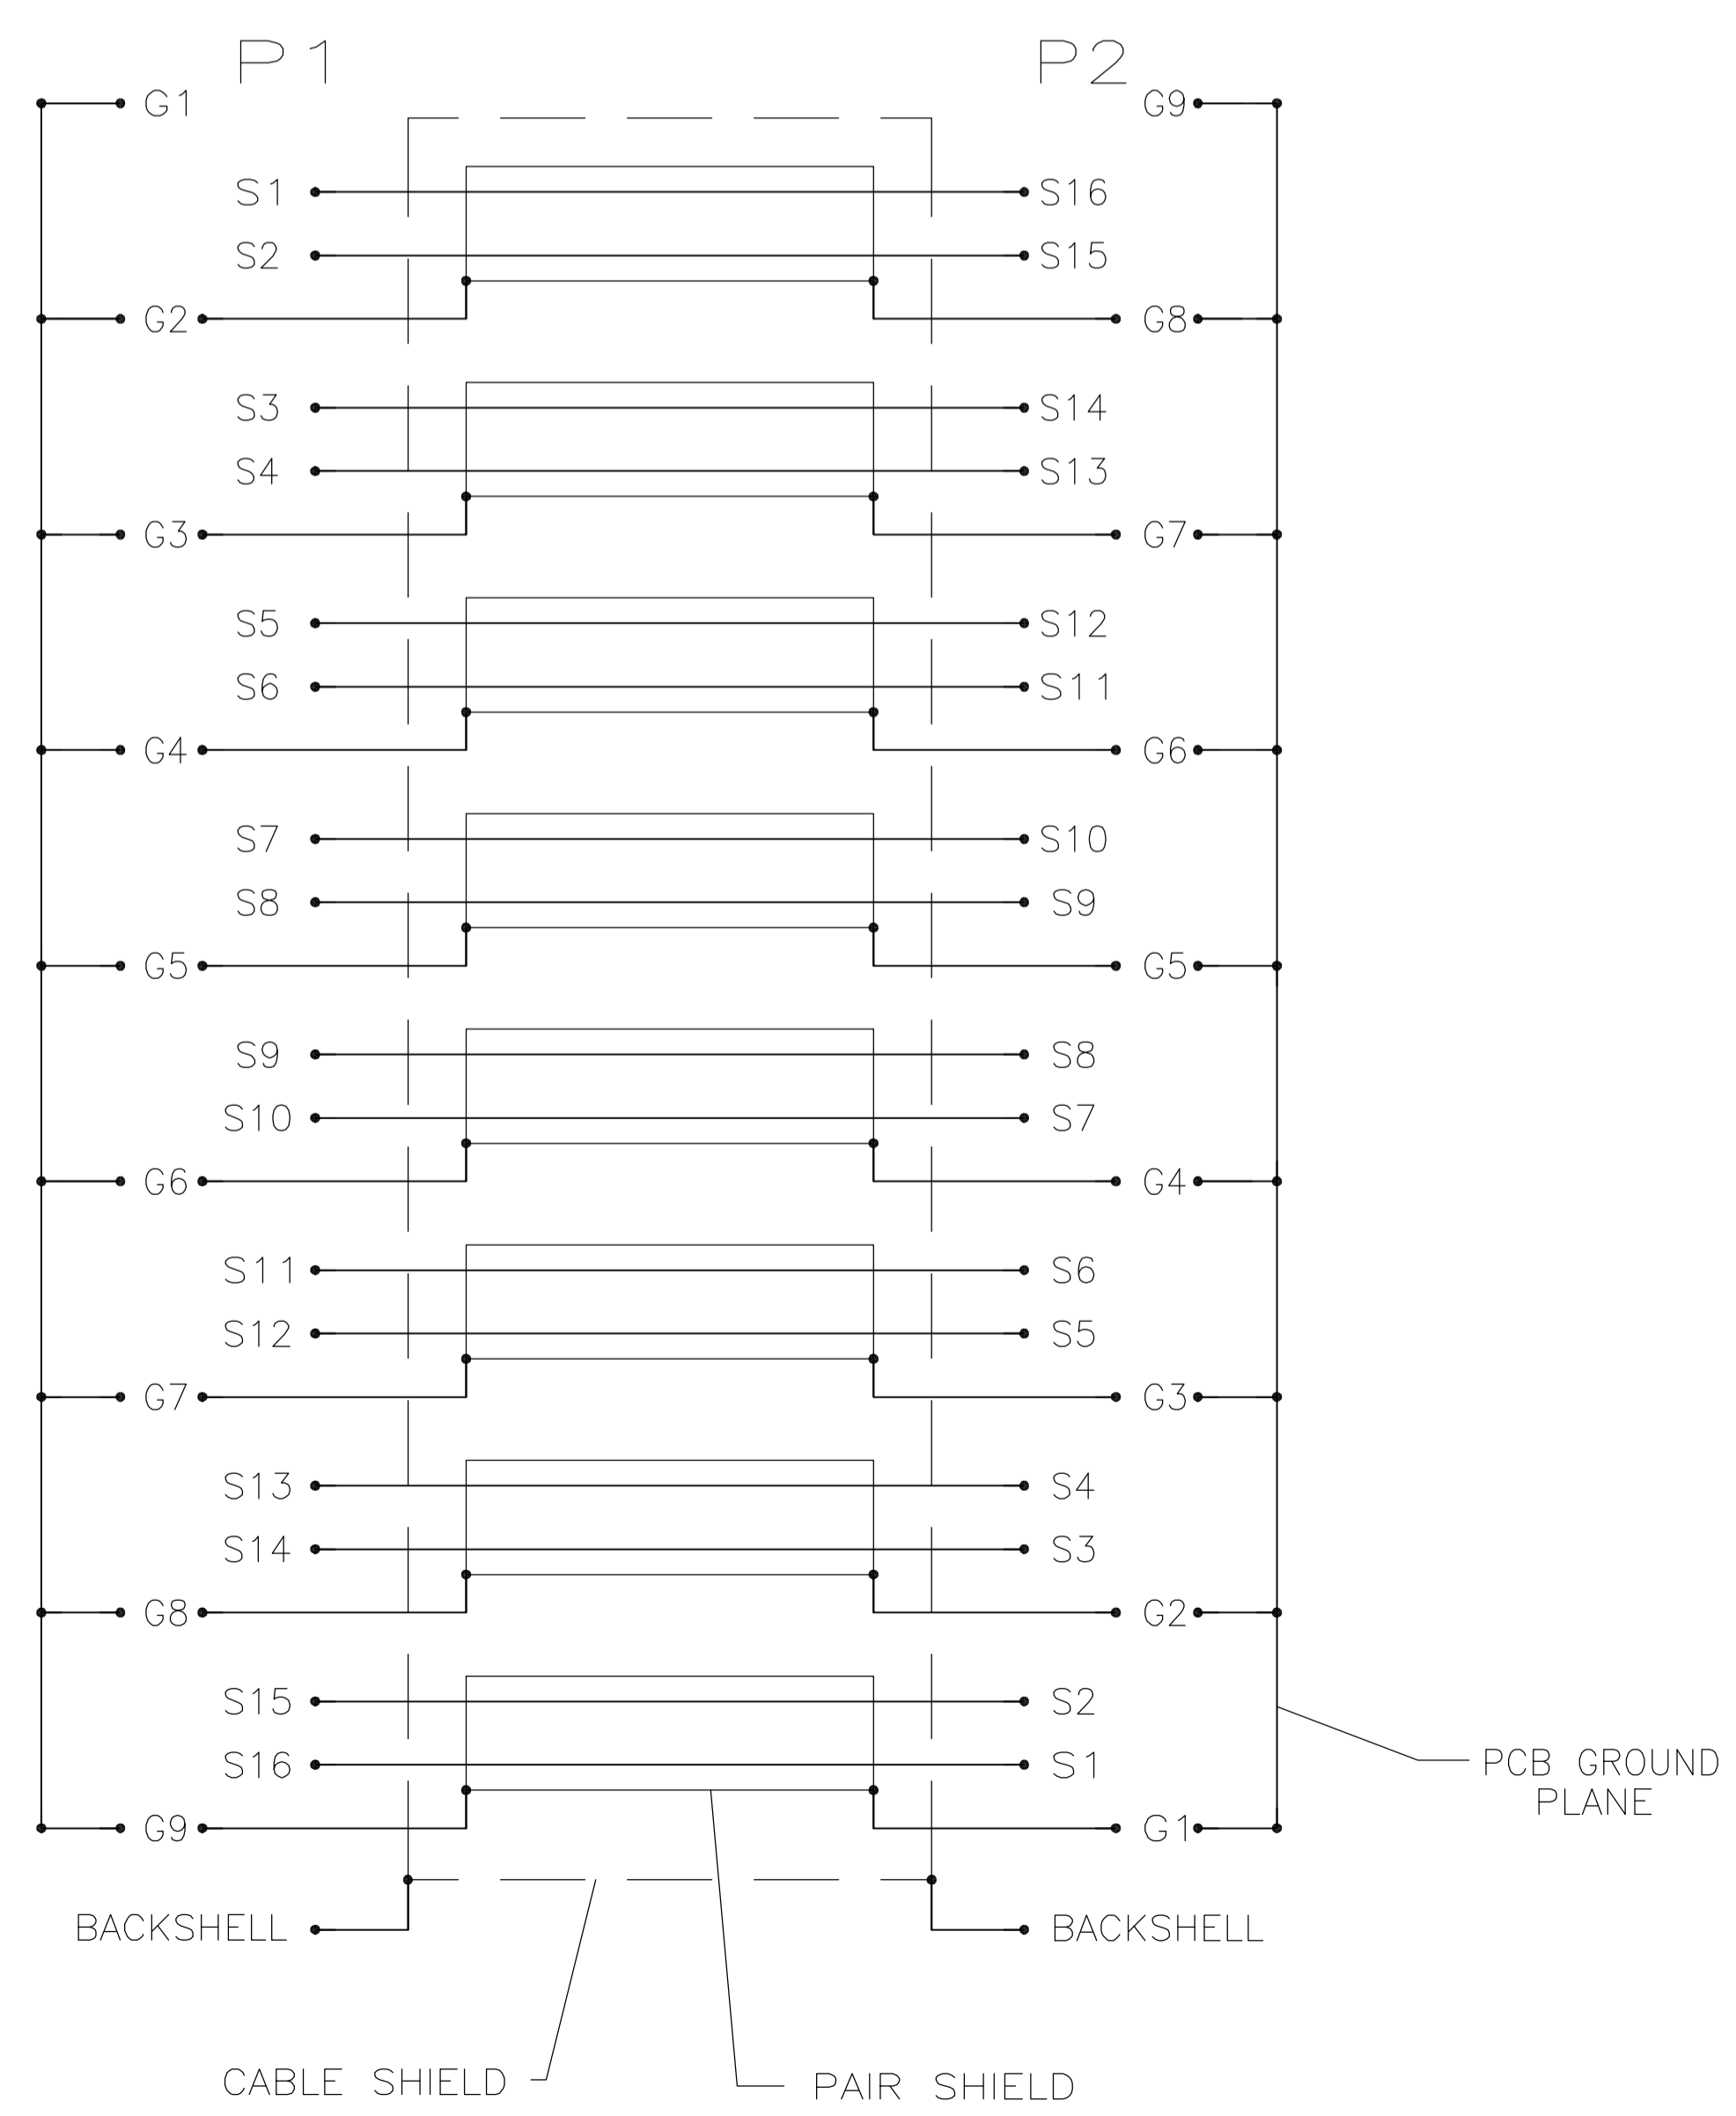 P1 P2
G1 G9
S1 S16
S2 S15
G2 G8
S3 S14
S4 S13
G3 G7
S5 S12
S6 S11
G4 G6
S7 S10
S8 S9
G5 G5
S9 S8
S10 S7
G6 G4
S11 S6
S12 S5
G7 G3
S13 S4
S14 S3
G8 G2
S15 S2
S16 S1
PCB GROUND
PLANE
G9 G1
BACKSHELL BACKSHELL
CABLE SHIELD PAIR SHIELD